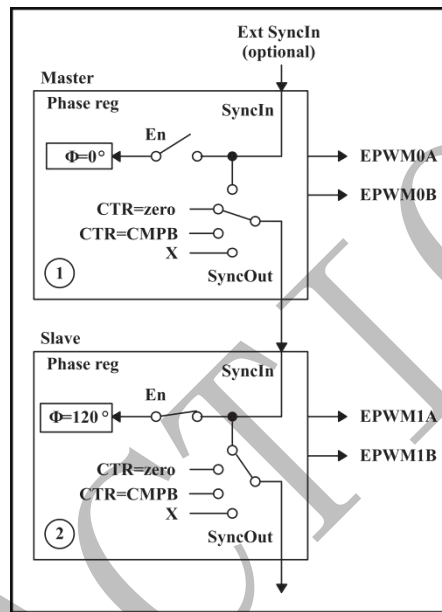 Ext SyncIn
(optional)
Master
Phase reg
SyncIn
En
Φ=0°
EPWM0A
EPWM0B
CTR=zero
CTR=CMPB
X
1
SyncOut
Slave
Phase reg
SyncIn
En
Φ=120°
EPWM1A
EPWM1B
CTR=zero
CTR=CMPB
X
2
SyncOut